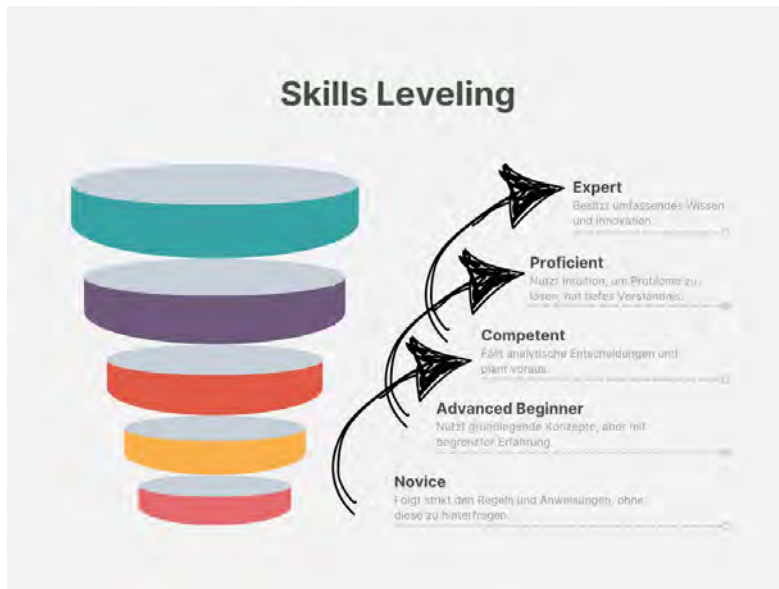 Skills Leveling
Expert
Besitzt umfassendes Wissen
und Innovation.
Proficient
Nutzt Intuition, um Probleme zu
lösen, hat tiefes Verständnis.
Competent
Fällt analytische Entscheidungen und
plant voraus.
Advanced Beginner
Nutzt grundlegende Konzepte, aber mit
begrenzter Erfahrung.
Novice
Folgt strikt den Regeln und Anweisungen, ohne
diese zu hinterfragen.